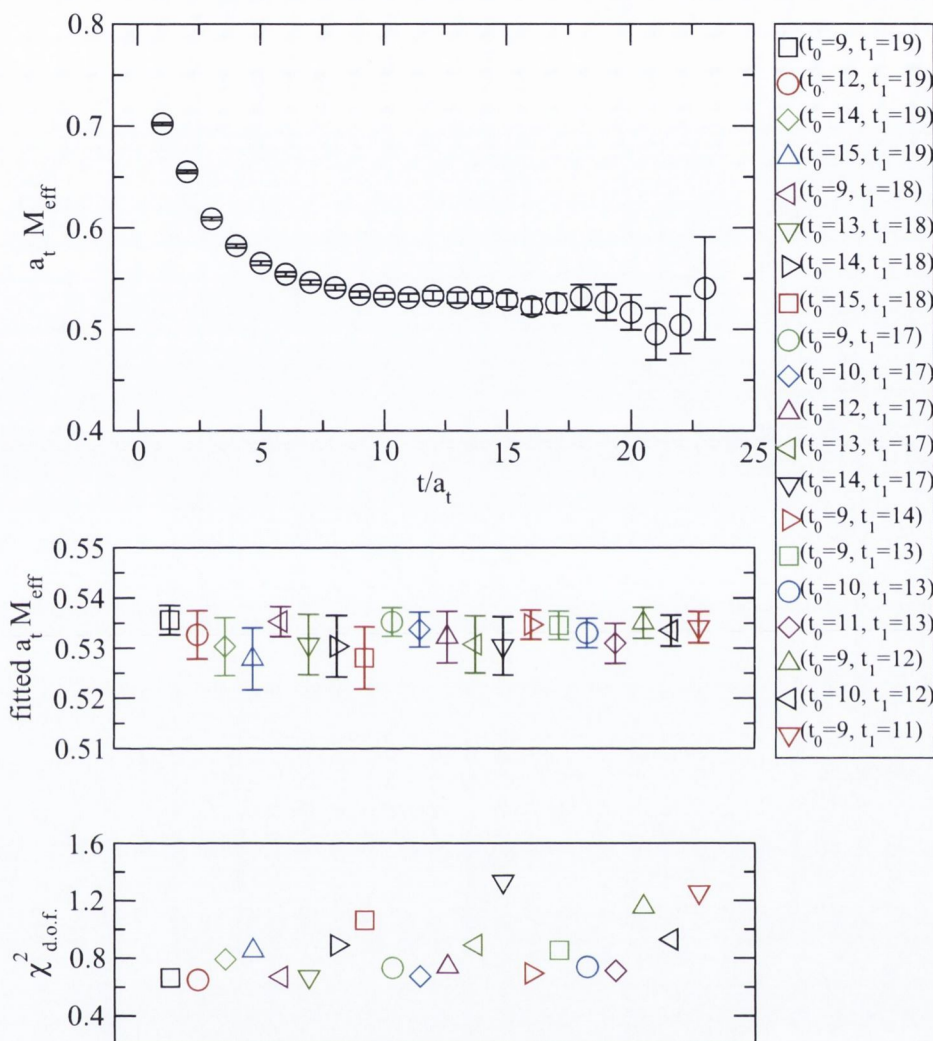 0.8
0.7
0.6
0.5
0.4
a_t M_eff
0 5 10 15 20 25
t/a_t
(t_0=9, t_1=19)
(t_0=12, t_1=19)
(t_0=14, t_1=19)
(t_0=15, t_1=19)
(t_0=9, t_1=18)
(t_0=13, t_1=18)
(t_0=14, t_1=18)
(t_0=15, t_1=18)
(t_0=9, t_1=17)
(t_0=10, t_1=17)
(t_0=12, t_1=17)
(t_0=13, t_1=17)
(t_0=14, t_1=17)
(t_0=9, t_1=14)
(t_0=9, t_1=13)
(t_0=10, t_1=13)
(t_0=11, t_1=13)
(t_0=9, t_1=12)
(t_0=10, t_1=12)
(t_0=9, t_1=11)
0.55
0.54
0.53
0.52
0.51
fitted a_t M_eff
1.6
1.2
0.8
0.4
χ^2_d.o.f.